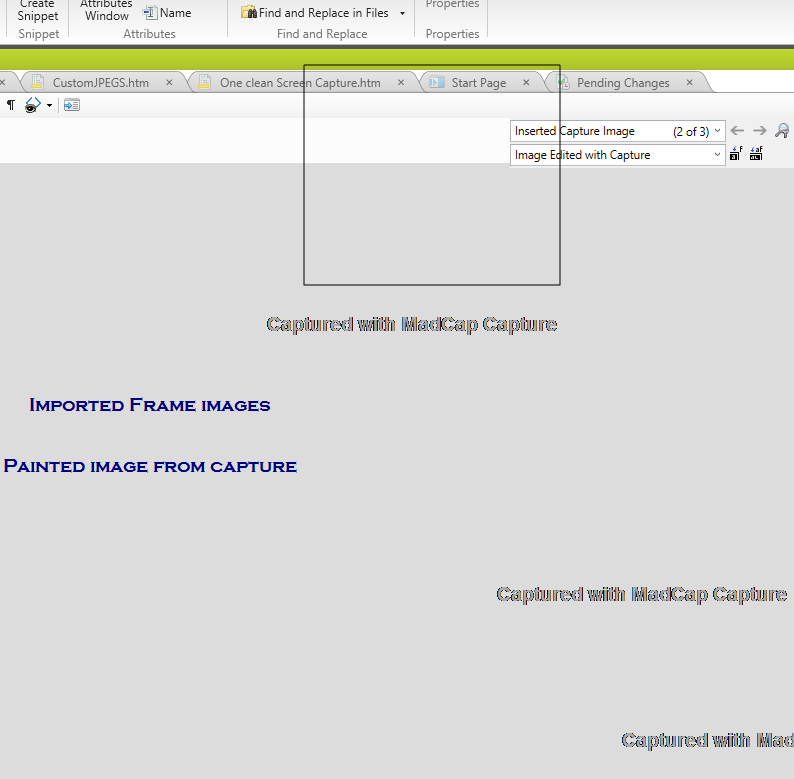 Create Snippet
Attributes Window
Name
Find and Replace in Files
Properties
Snippet
Attributes
Find and Replace
Properties
CustomJPEGS.htm
One clean Screen Capture.htm
Start Page
Pending Changes
Inserted Capture Image (2 of 3)
Image Edited with Capture
Captured with MadCap Capture
Imported Frame images
Painted image from capture
Captured with MadCap Capture
Captured with Mad